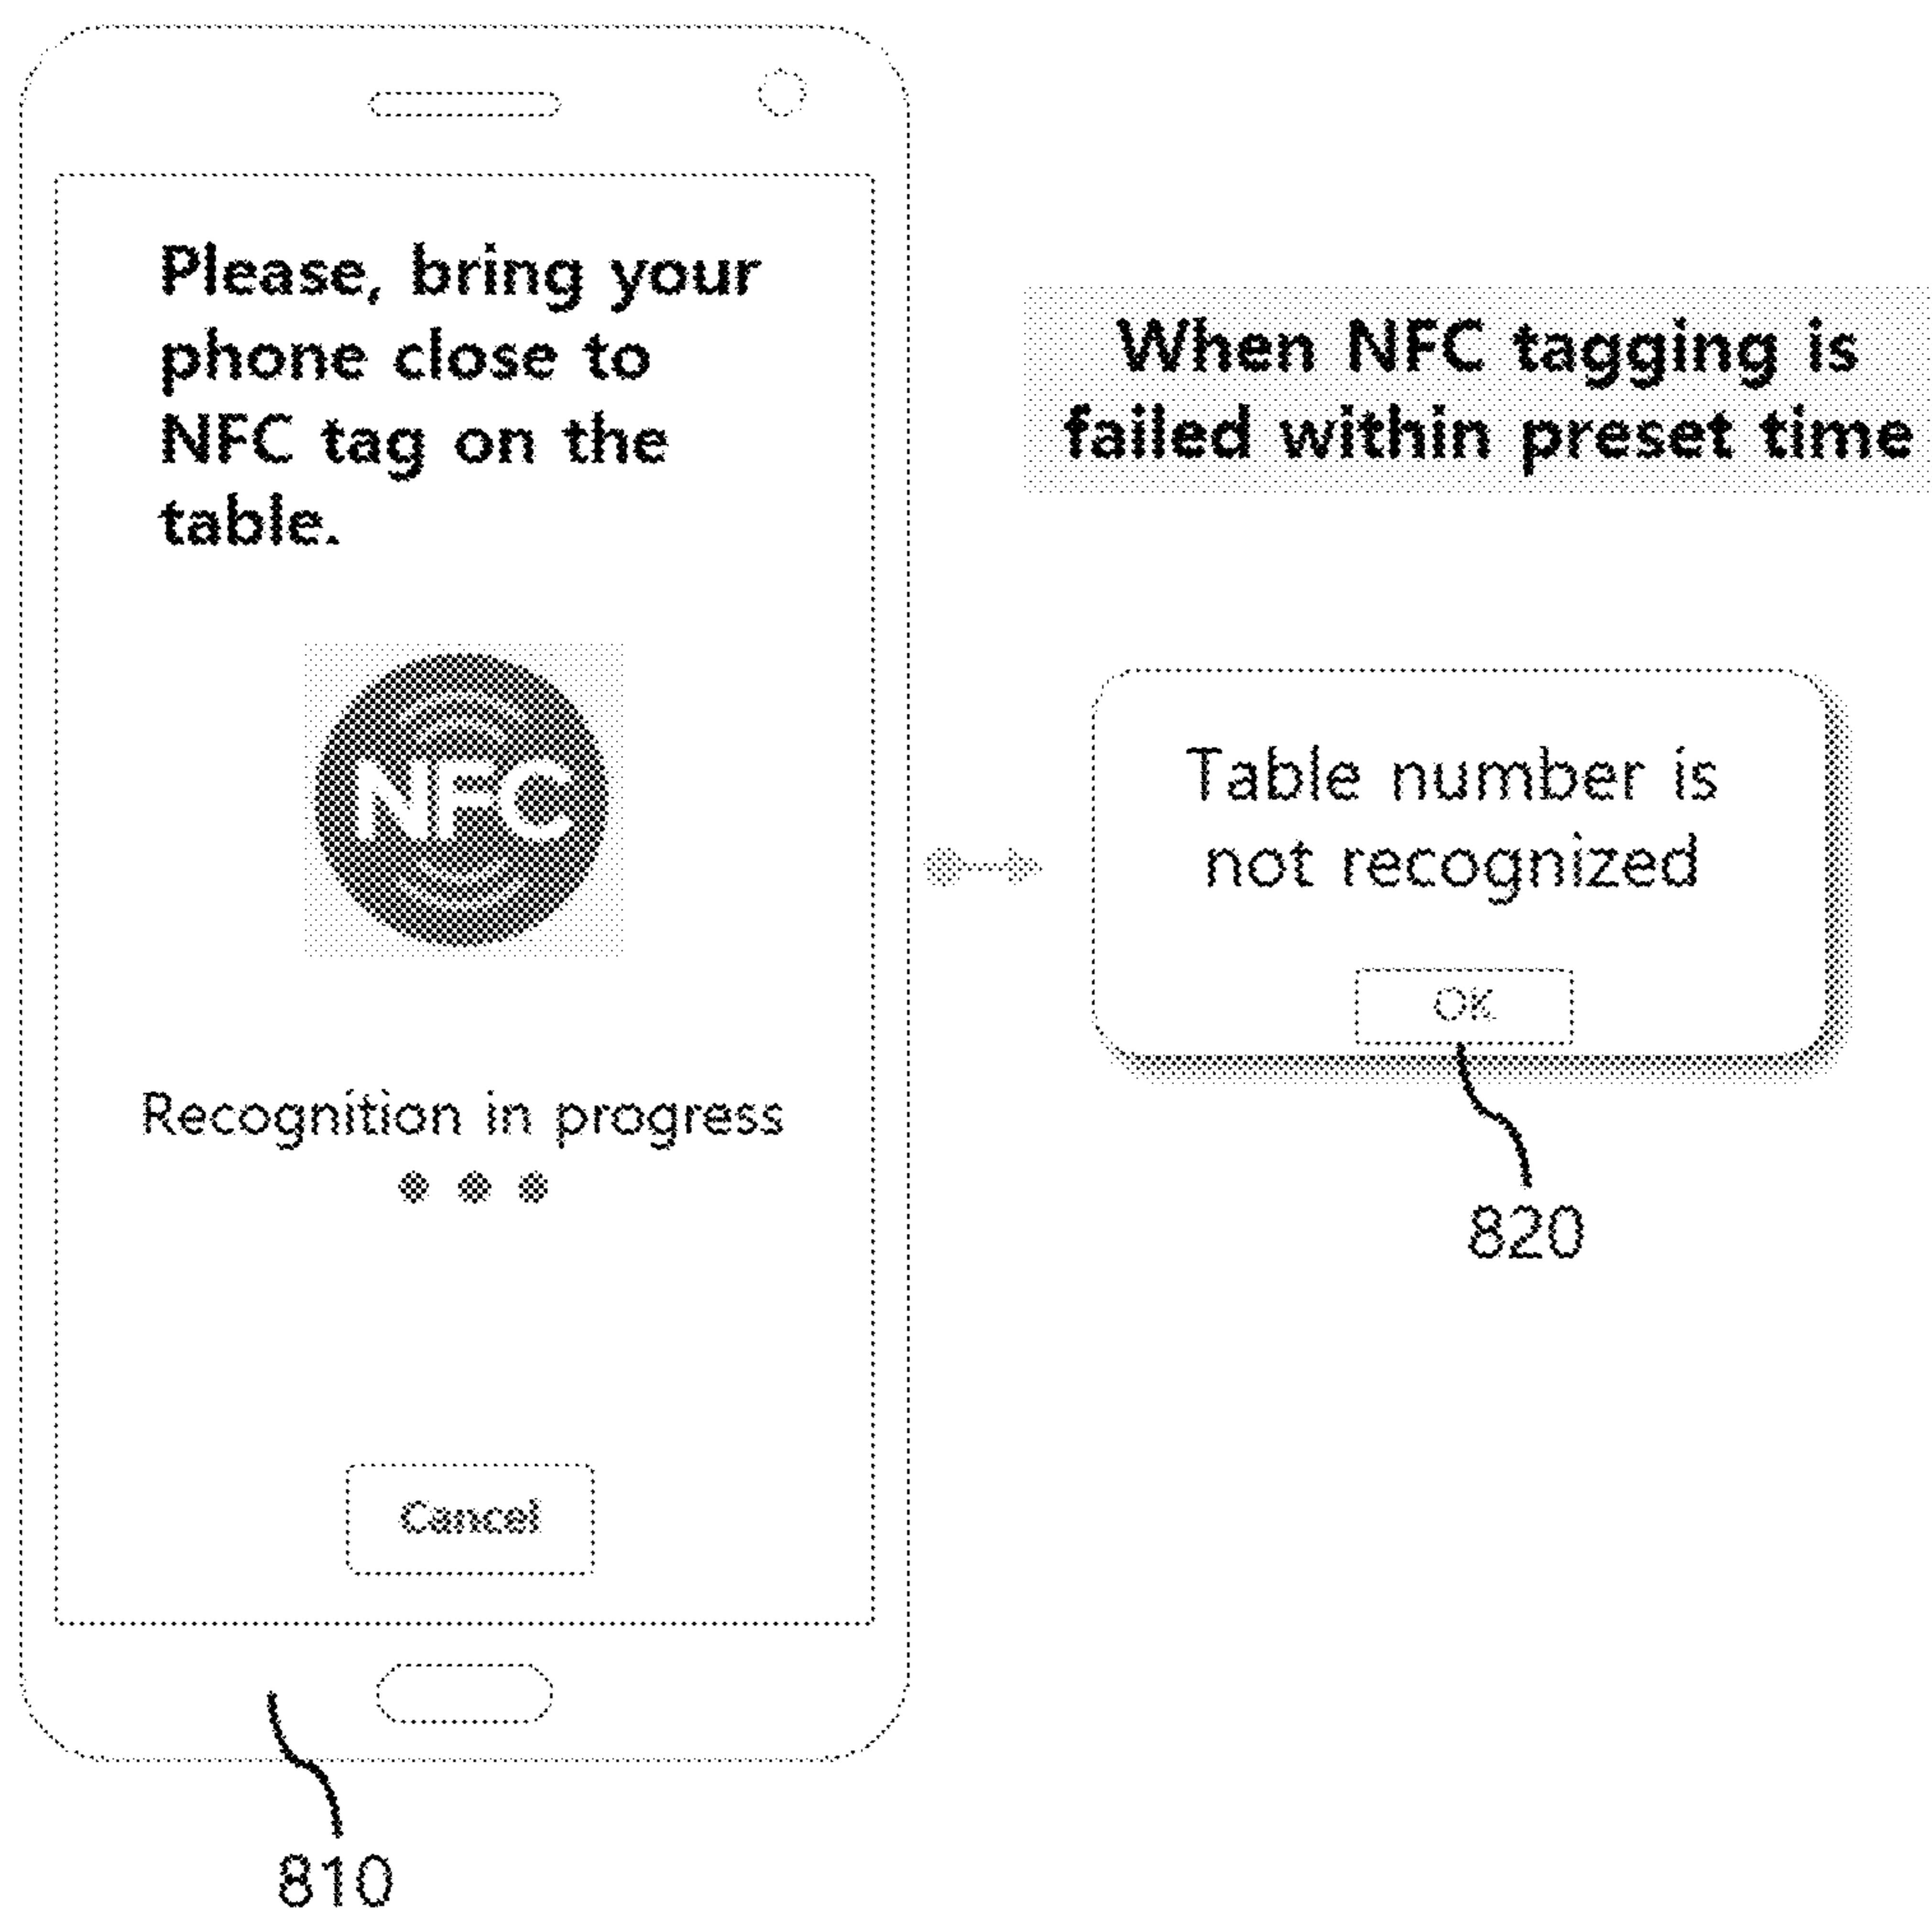 Please, bring your
phone close to
NFC tag on the
table.
NFC
Recognition in progress
Cancel
810
When NFC tagging is
failed within preset time
Table number is
not recognized
OK
820